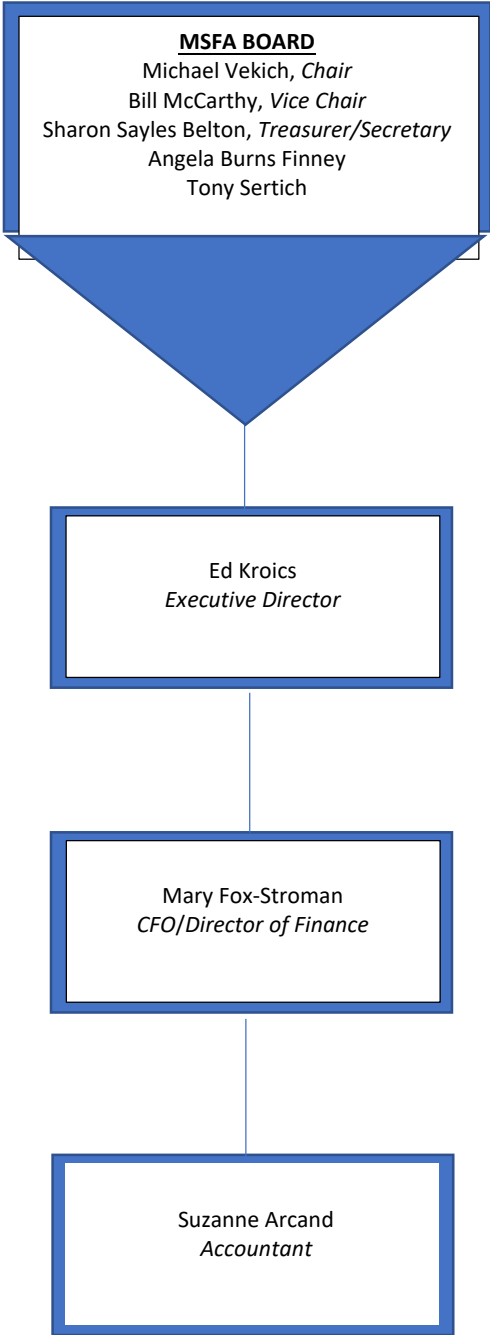 MSFA BOARD
Michael Vekich, Chair
Bill McCarthy, Vice Chair
Sharon Sayles Belton, Treasurer/Secretary
Angela Burns Finney
Tony Sertich
Ed Kroics
Executive Director
Mary Fox-Stroman
CFO/Director of Finance
Suzanne Arcand
Accountant